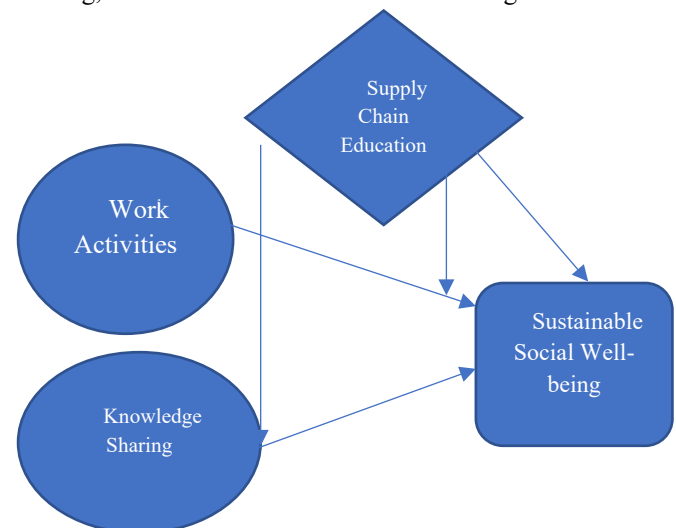 Supply
Chain
Education
Work
Activities
Sustainable
Social Well-
being
Knowledge
Sharing